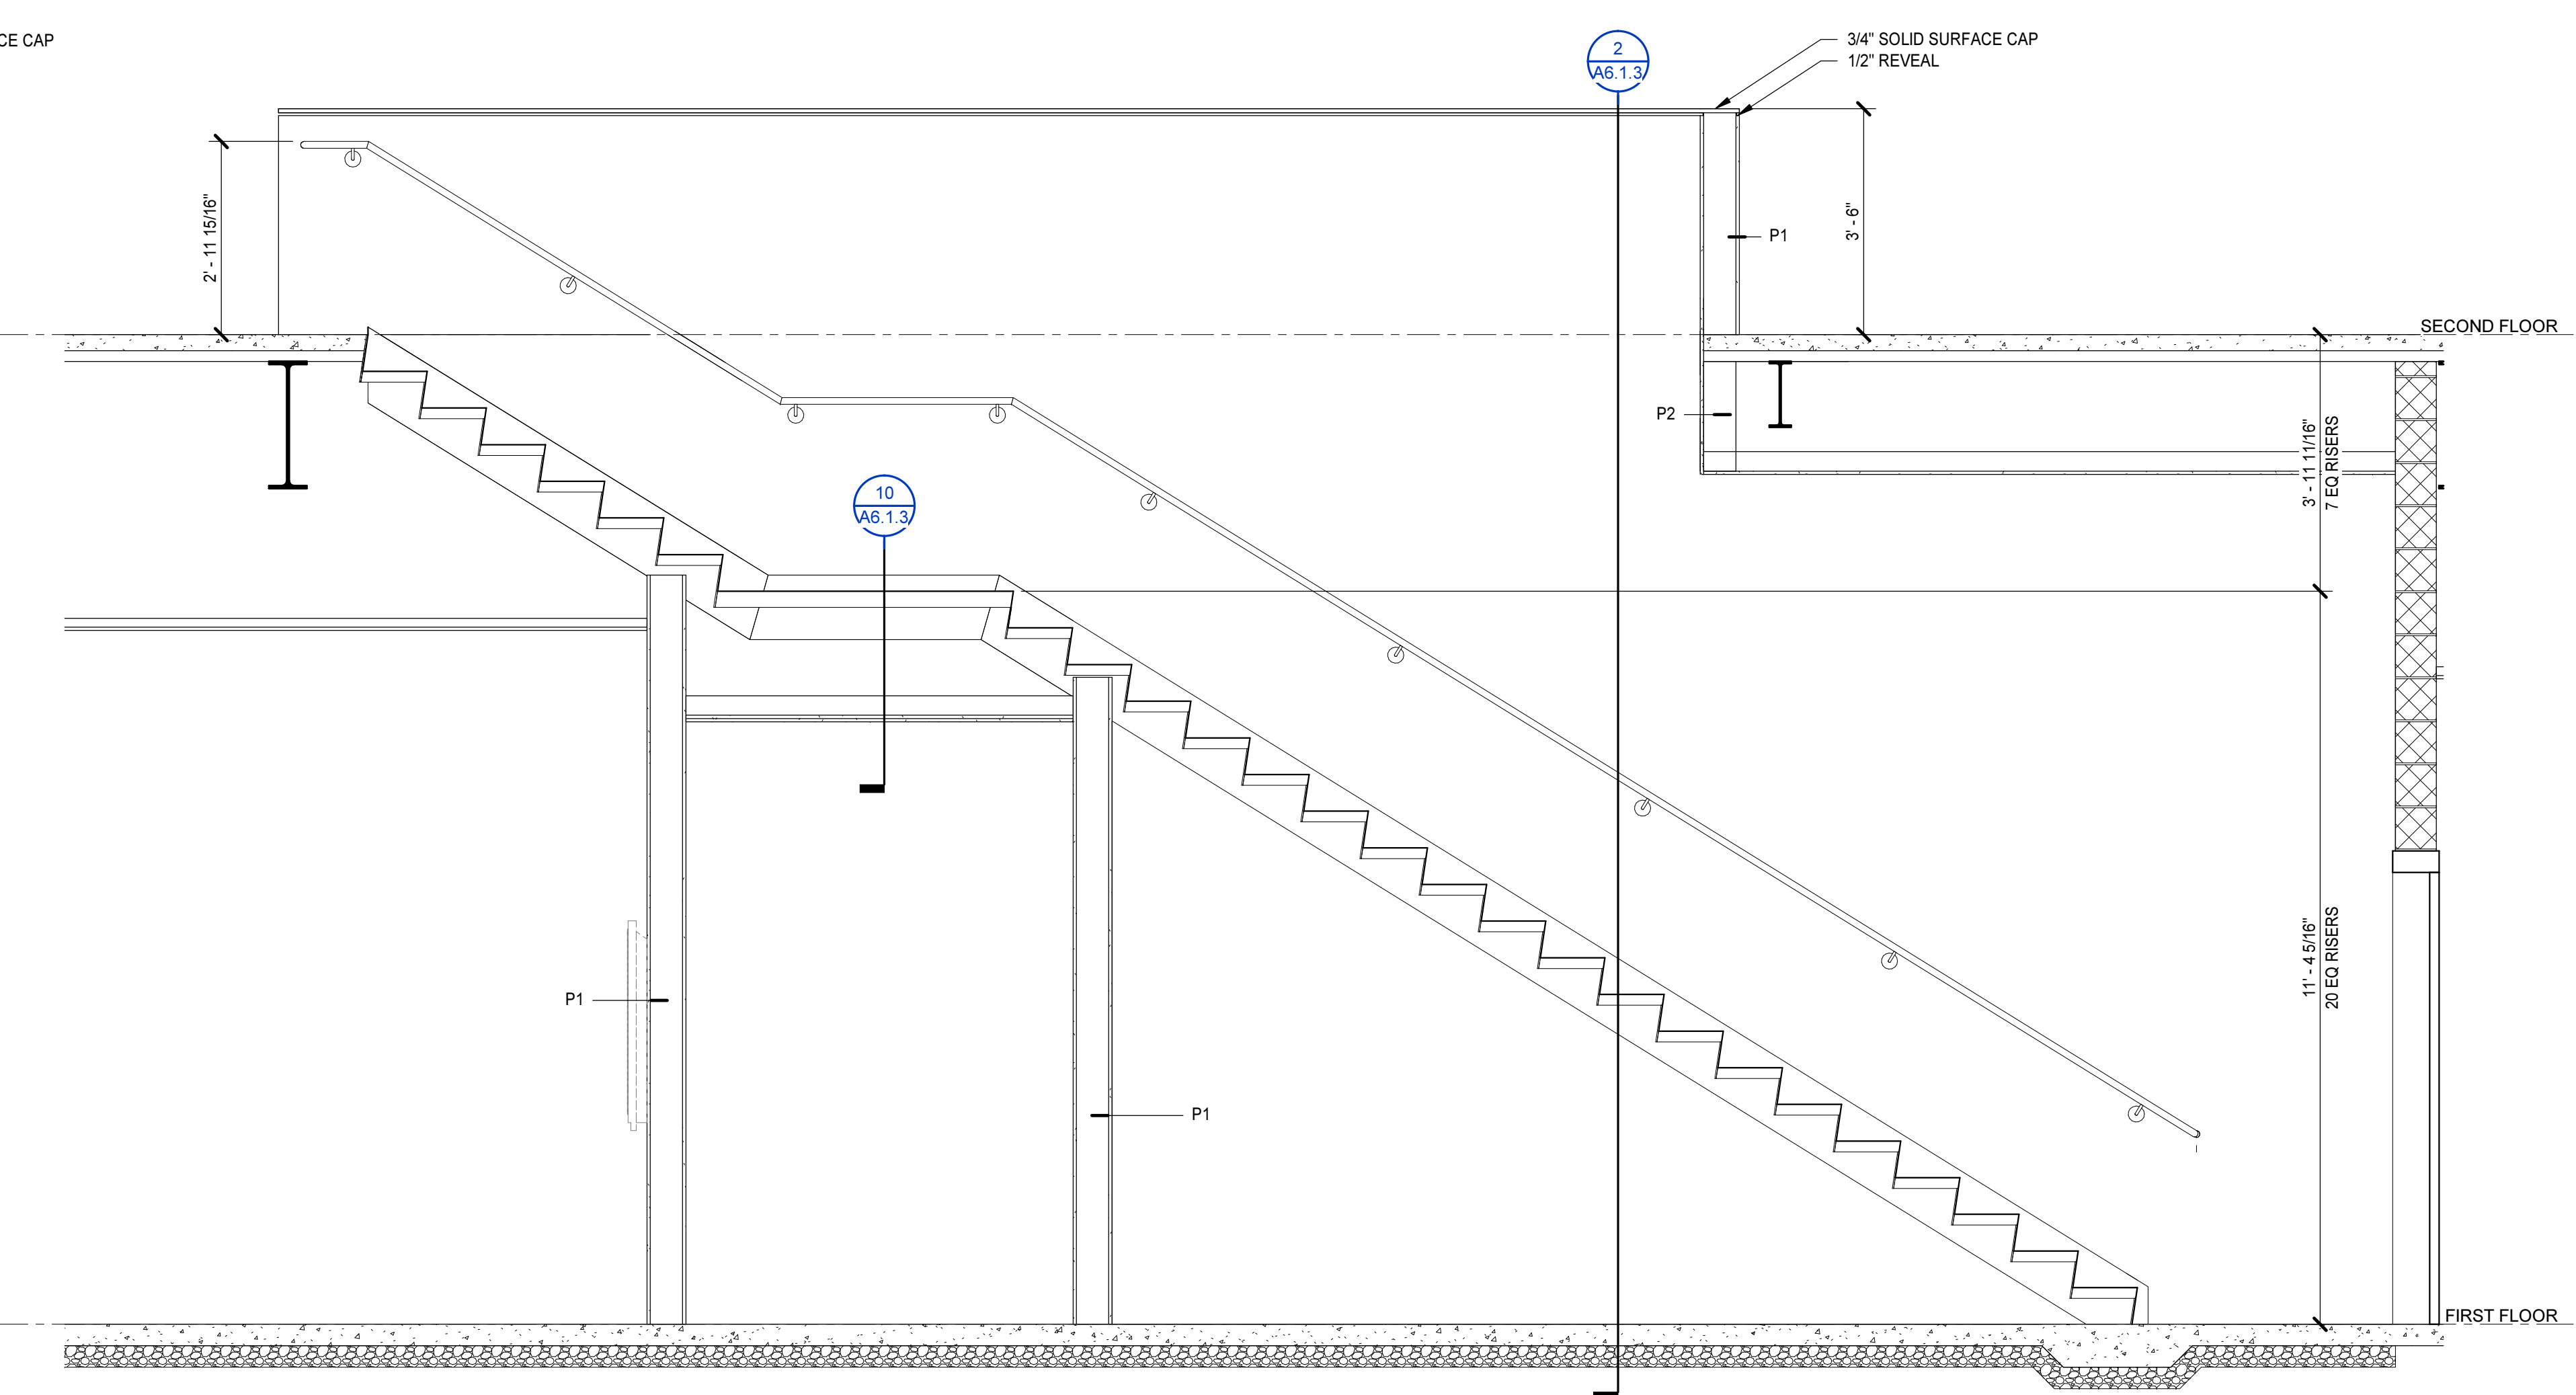 CE CAP
2
A6.1.3
3/4" SOLID SURFACE CAP
1/2" REVEAL
2' - 11 15/16"
3' - 6"
P1
SECOND FLOOR
P2
3' - 11 11/16"
7 EQ RISERS
10
A6.1.3
11' - 4 5/16"
20 EQ RISERS
P1
P1
FIRST FLOOR